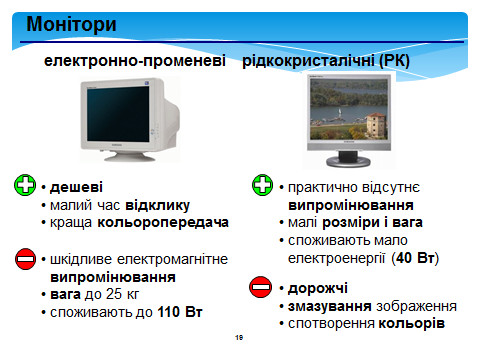 Монітори
електронно-променеві
• дешеві
• малий час відклику
• краща кольоропередача
• шкідливе електромагнітне
випромінювання
• вага до 25 кг
• споживають до 110 Вт
рідкокристалічні (РК)
• практично відсутнє
випромінювання
• малі розміри і вага
• споживають мало
електроенергії (40 Вт)
• дорожчі
• змазування зображення
• спотворення кольорів
19